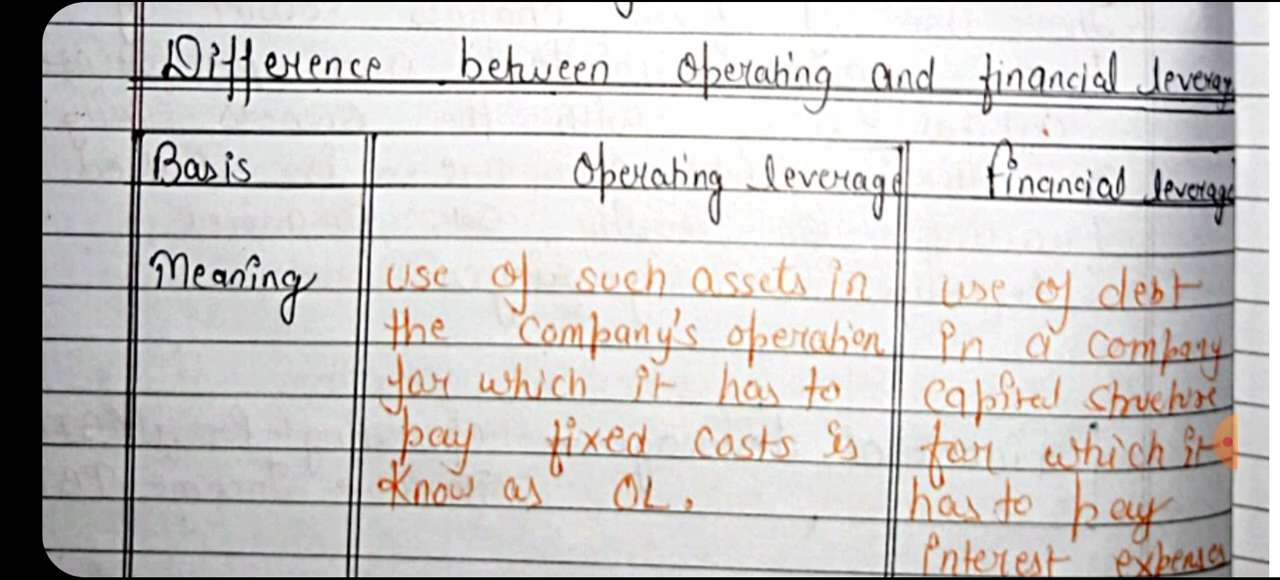 Difference between operating and financial leverag
Basis operating leverage financial leverage
Meaning use of such assets in use of debt
the company's operation in a company
for which it has to capital structure
pay fixed costs is for which it
know as OL. has to pay
interest expenses